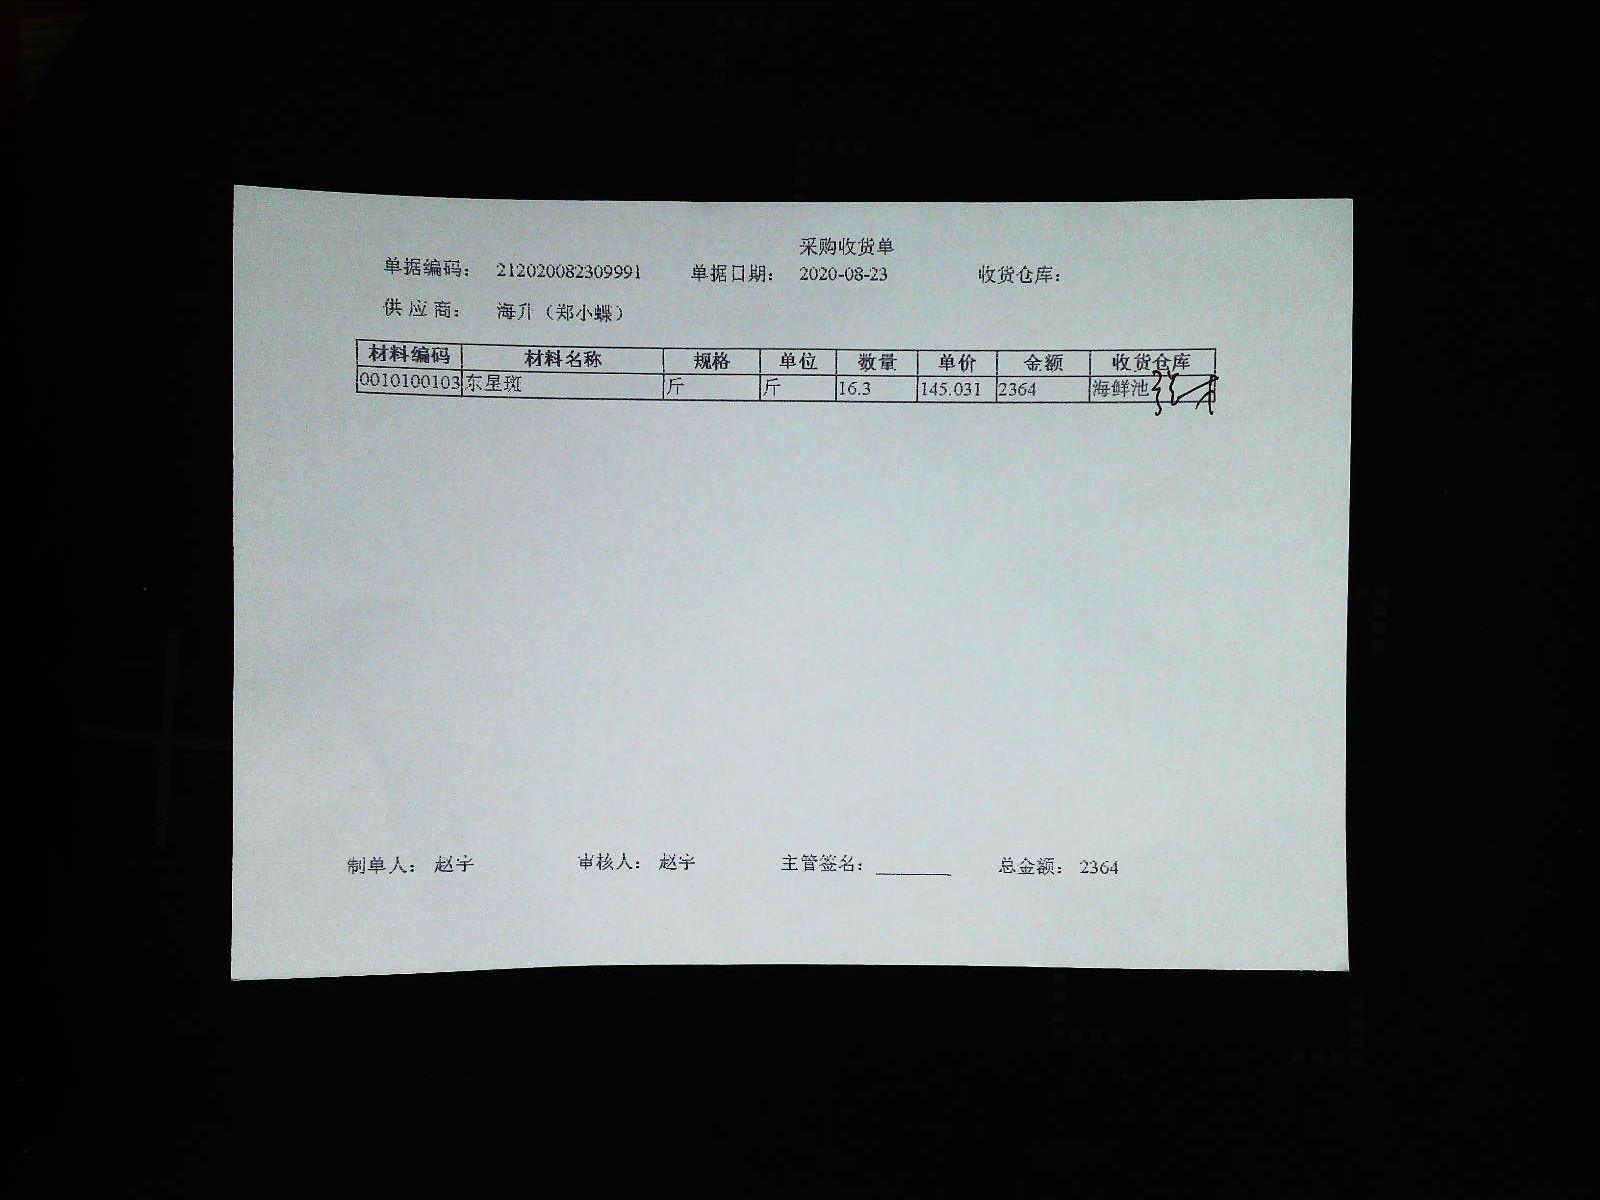 采购收货单
单据编码： 212020082309991 单据日期： 2020-08-23 收货仓库：
供 应 商： 海升（郑小蝶）
材料编码 材料名称 规格 单位 数量 单价 金额 收货仓库
0010100103 东星斑 斤 斤 16.3 145.031 2364 海鲜池
制单人： 赵宇 审核人： 赵宇 主管签名： ________ 总金额： 2364